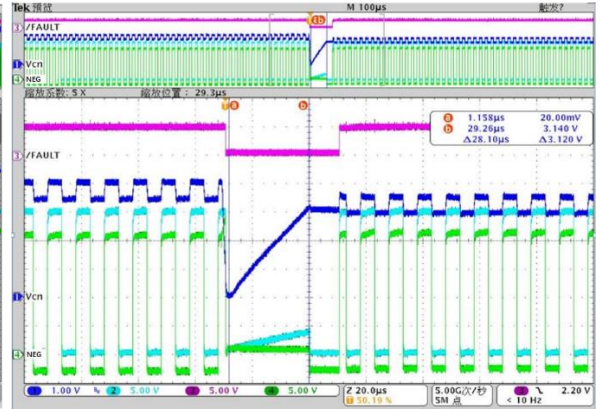 Tek 预览 M 100µs 触发?
3 /FAULT
a b
1 Vcn
4 NEG
缩放系数: 5 X 缩放位置: 29.3µs
a b
a 1.158µs 20.00mV
b 29.26µs 3.140 V
Δ28.10µs Δ3.120 V
3 /FAULT
1 Vcn
4 NEG
1 1.00 V 2 5.00 V 3 5.00 V 4 5.00 V Z 20.0µs 5.00G次/秒 3 2.20 V
50.19 % 5M 点 < 10 Hz